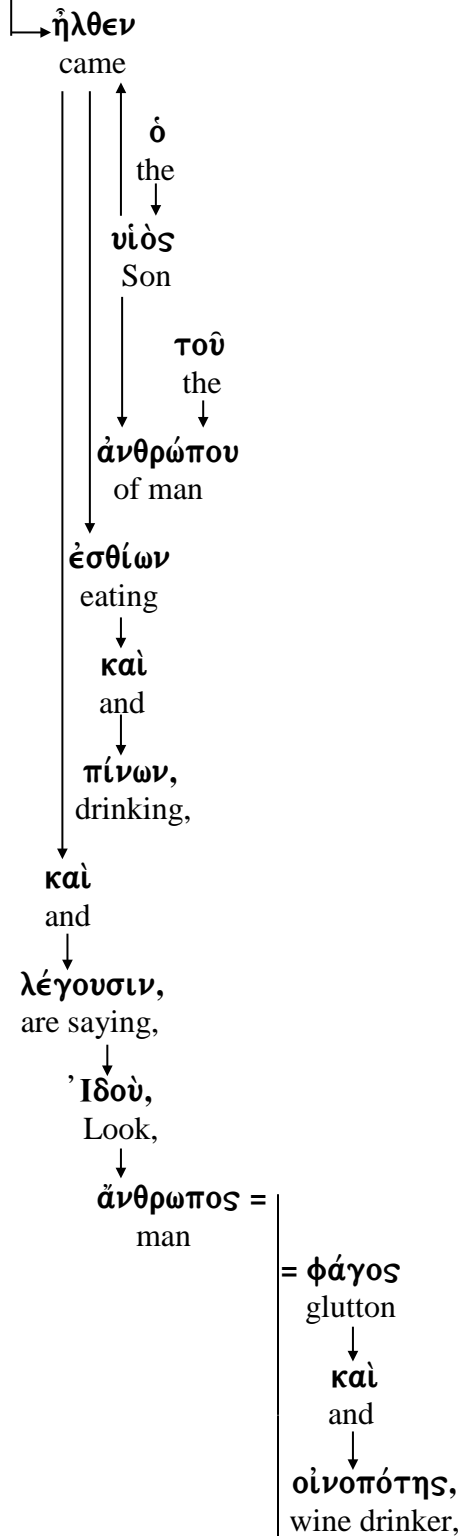 ἦλθεν
came
ὁ
the
υἱὸς
Son
τοῦ
the
ἀνθρώπου
of man
ἐσθίων
eating
καὶ
and
πίνων,
drinking,
καὶ
and
λέγουσιν,
are saying,
Ἰδοὺ,
Look,
ἄνθρωπος =
man
= φάγος
glutton
καὶ
and
οἰνοπότης,
wine drinker,